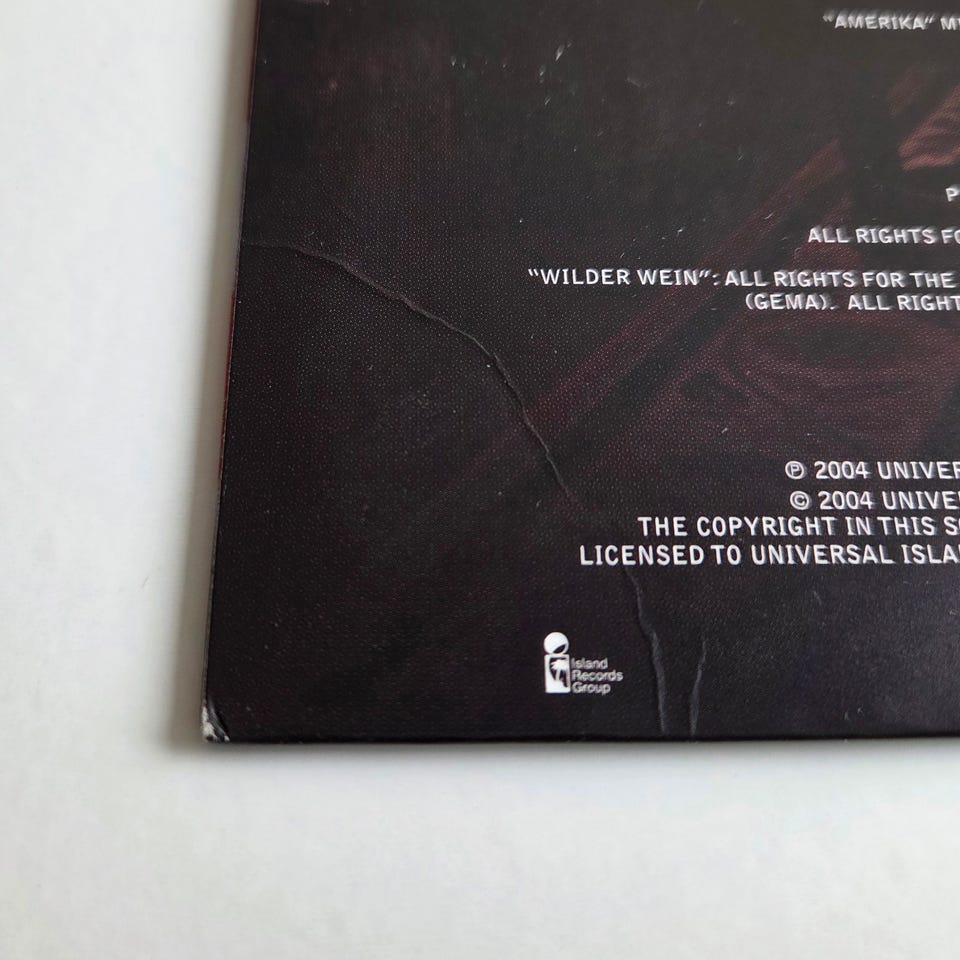 "AMERIKA"
P
ALL RIGHTS FO
"WILDER WEIN": ALL RIGHTS FOR THE
(GEMA). ALL RIGHT
℗ 2004 UNIVER
© 2004 UNIVER
THE COPYRIGHT IN THIS S
LICENSED TO UNIVERSAL ISLA
Island
Records
Group